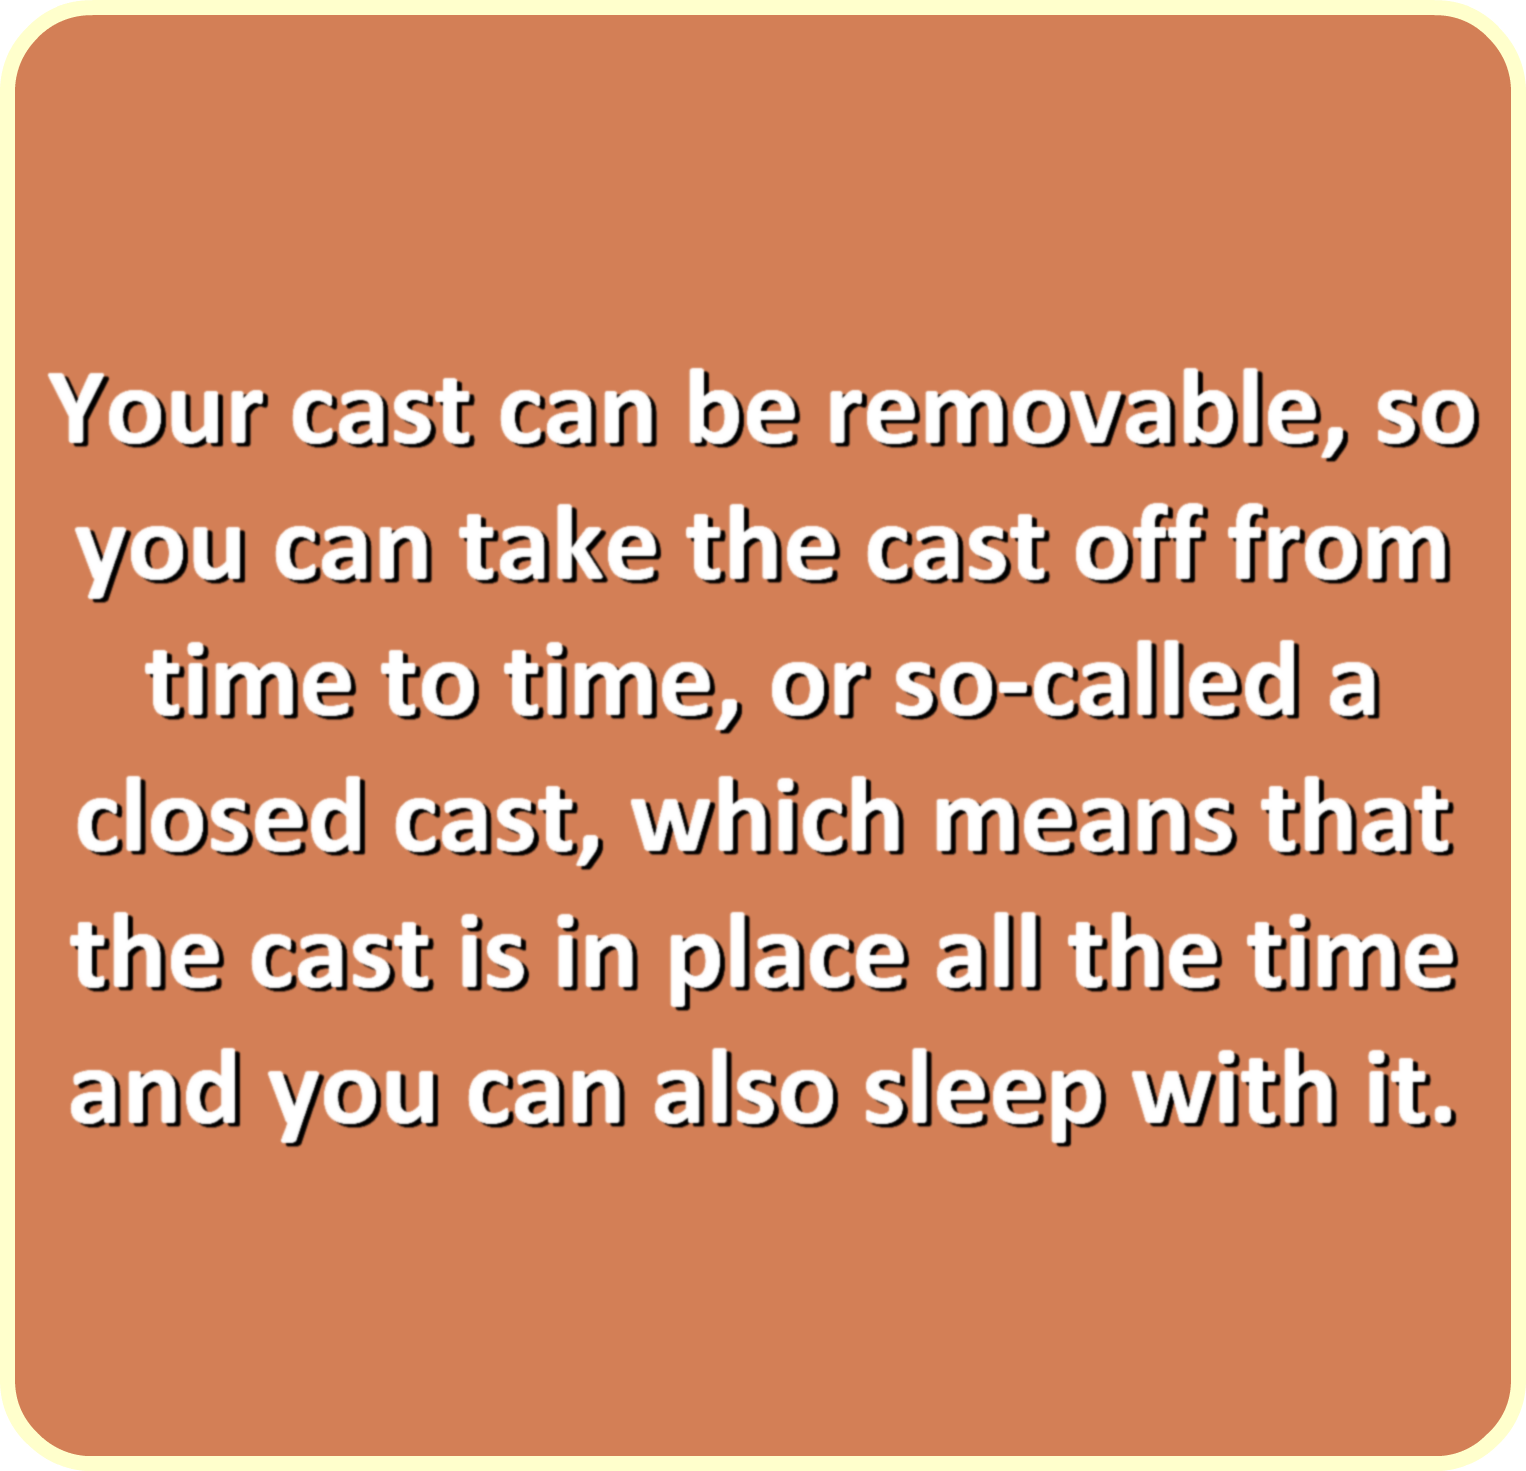 Your cast can be removable, so
you can take the cast off from
time to time, or so-called a
closed cast, which means that
the cast is in place all the time
and you can also sleep with it.